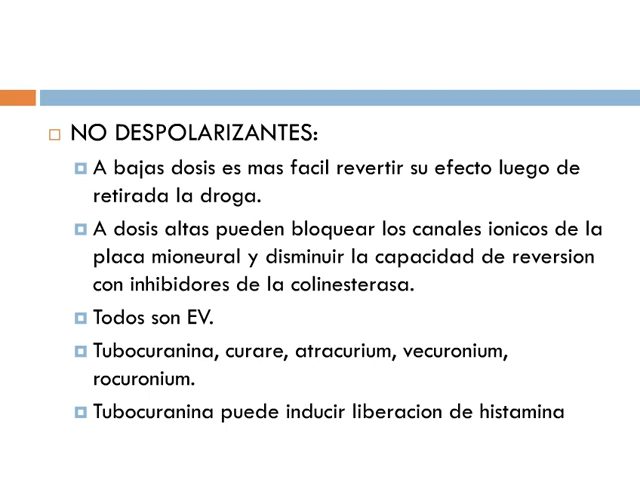 NO DESPOLARIZANTES:
A bajas dosis es mas facil revertir su efecto luego de
retirada la droga.
A dosis altas pueden bloquear los canales ionicos de la
placa mioneural y disminuir la capacidad de reversion
con inhibidores de la colinesterasa.
Todos son EV.
Tubocuranina, curare, atracurium, vecuronium,
rocuronium.
Tubocuranina puede inducir liberacion de histamina